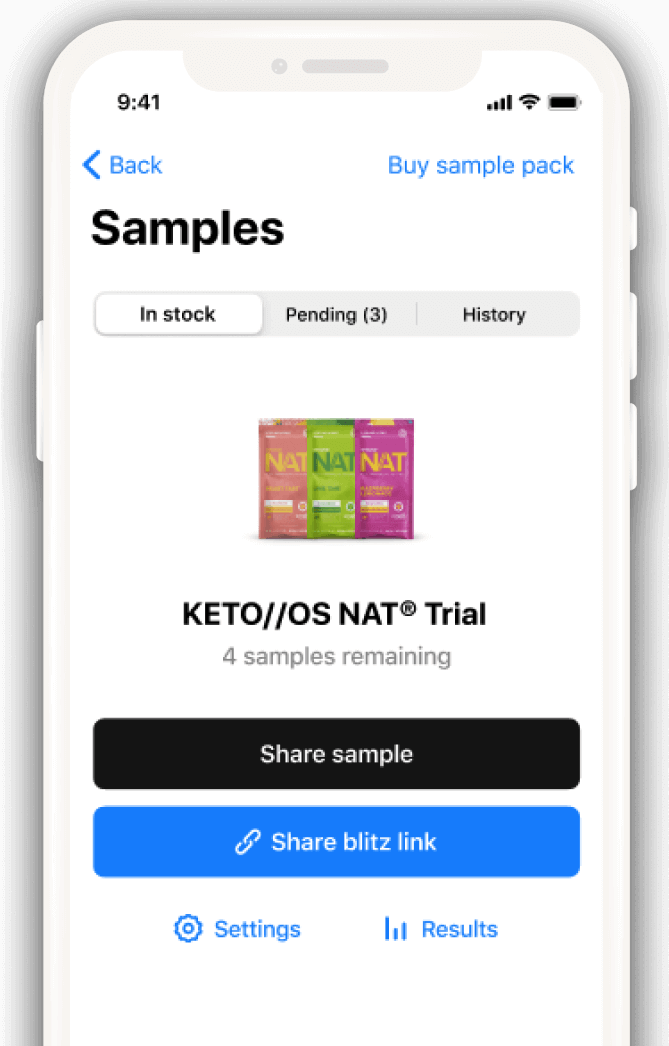 9:41
Back
Buy sample pack
Samples
In stock
Pending (3)
History
NAT NAT NAT
KETO//OS NAT® Trial
4 samples remaining
Share sample
Share blitz link
Settings
Results